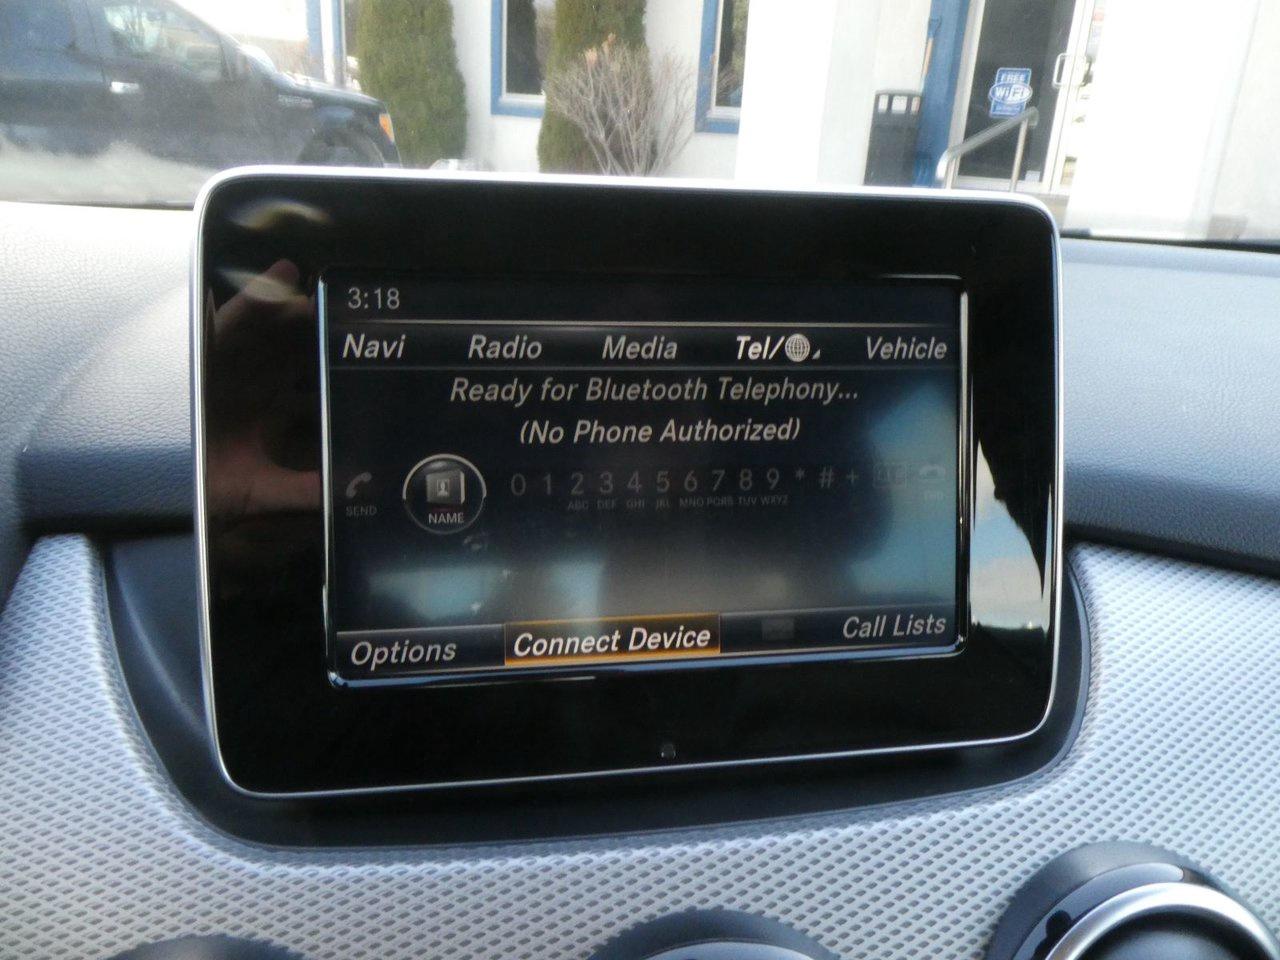 FREE
WiFi
3:18
Navi Radio Media Tel/ Vehicle
Ready for Bluetooth Telephony...
(No Phone Authorized)
0 1 2 3 4 5 6 7 8 9 * # +
SEND NAME ABC DEF GHI JKL MNO PQRS TUV WXYZ END
Options Connect Device Call Lists